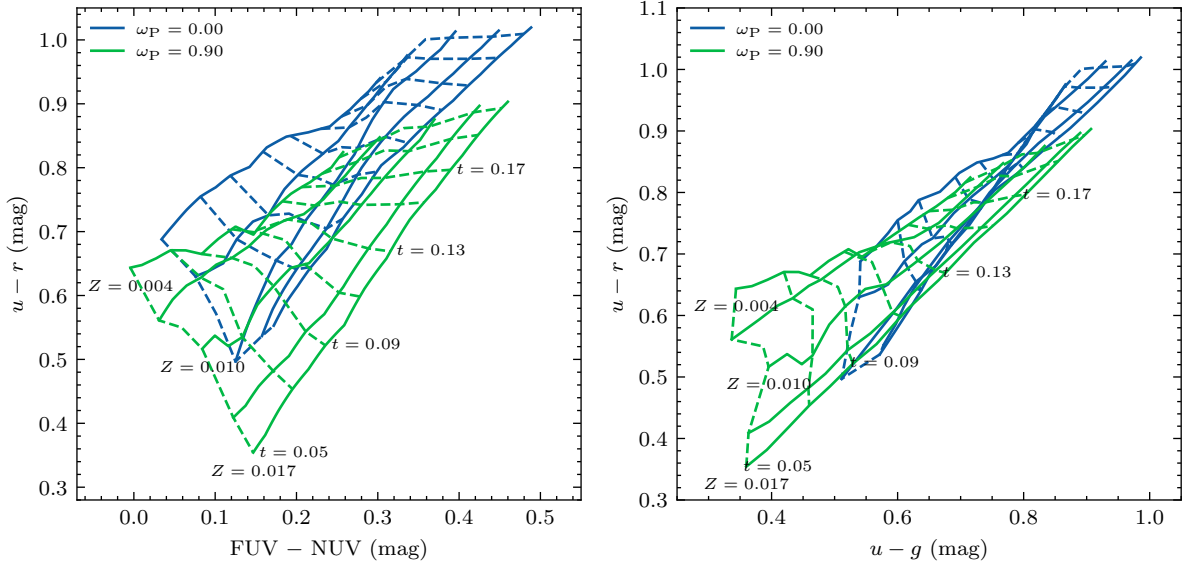 ω_P = 0.00
ω_P = 0.90
1.0
0.9
0.8
0.7
0.6
0.5
0.4
0.3
u − r (mag)
t = 0.17
t = 0.13
t = 0.09
t = 0.05
Z = 0.004
Z = 0.010
Z = 0.017
0.0 0.1 0.2 0.3 0.4 0.5
FUV − NUV (mag)
ω_P = 0.00
ω_P = 0.90
1.1
1.0
0.9
0.8
0.7
0.6
0.5
0.4
0.3
u − r (mag)
t = 0.17
t = 0.13
t = 0.09
t = 0.05
Z = 0.004
Z = 0.010
Z = 0.017
0.4 0.6 0.8 1.0
u − g (mag)